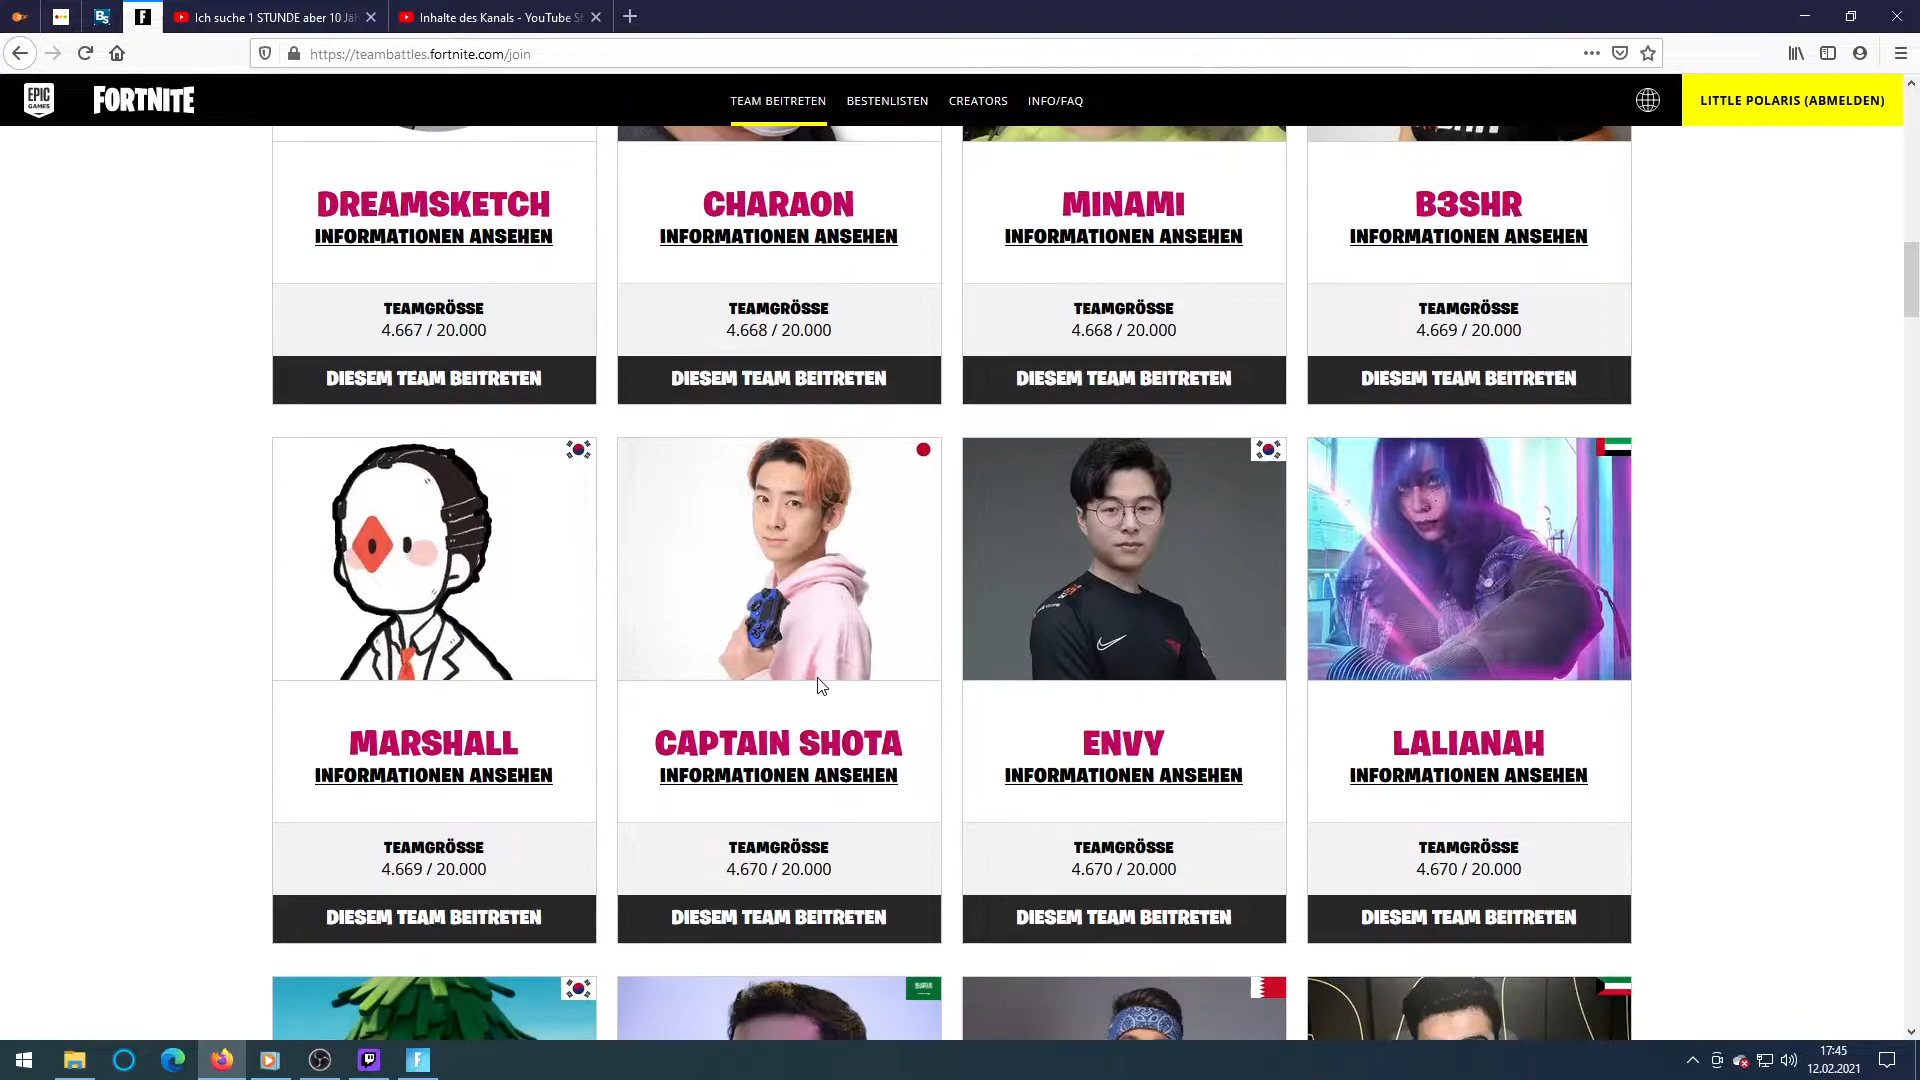 Ich suche 1 STUNDE aber 10 Jah
Inhalte des Kanals - YouTube St
https://teambattles.fortnite.com/join
EPIC GAMES
FORTNITE
TEAM BEITRETEN
BESTENLISTEN
CREATORS
INFO/FAQ
LITTLE POLARIS (ABMELDEN)
DREAMSKETCH
INFORMATIONEN ANSEHEN
TEAMGRÖSSE
4.667 / 20.000
DIESEM TEAM BEITRETEN
CHARAON
INFORMATIONEN ANSEHEN
TEAMGRÖSSE
4.668 / 20.000
DIESEM TEAM BEITRETEN
MINAMI
INFORMATIONEN ANSEHEN
TEAMGRÖSSE
4.668 / 20.000
DIESEM TEAM BEITRETEN
B3SHR
INFORMATIONEN ANSEHEN
TEAMGRÖSSE
4.669 / 20.000
DIESEM TEAM BEITRETEN
MARSHALL
INFORMATIONEN ANSEHEN
TEAMGRÖSSE
4.669 / 20.000
DIESEM TEAM BEITRETEN
CAPTAIN SHOTA
INFORMATIONEN ANSEHEN
TEAMGRÖSSE
4.670 / 20.000
DIESEM TEAM BEITRETEN
ENVY
INFORMATIONEN ANSEHEN
TEAMGRÖSSE
4.670 / 20.000
DIESEM TEAM BEITRETEN
LALIANAH
INFORMATIONEN ANSEHEN
TEAMGRÖSSE
4.670 / 20.000
DIESEM TEAM BEITRETEN
17:45
12.02.2021